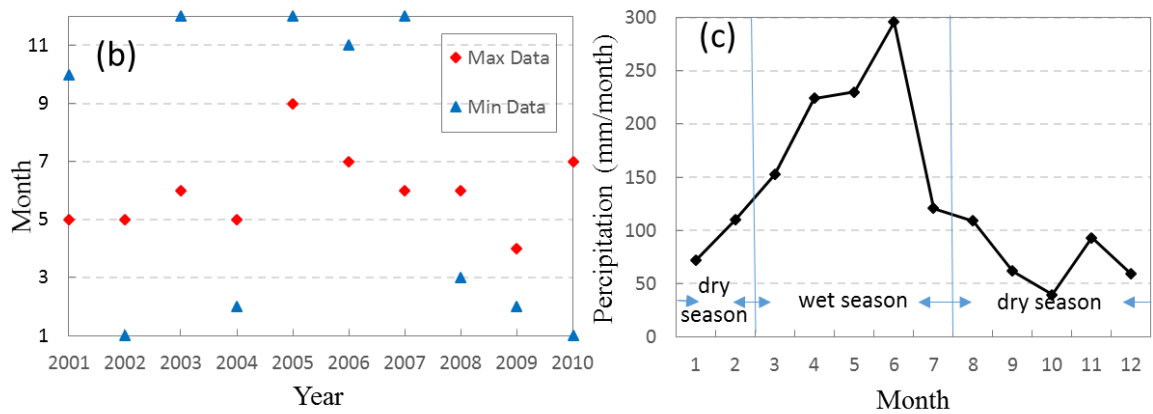 (b)
Max Data
Min Data
11
9
7
5
3
1
Month
2001 2002 2003 2004 2005 2006 2007 2008 2009 2010
Year
(c)
300
250
200
150
100
50
0
Percipitation (mm/month)
dry
season
wet season
dry season
1 2 3 4 5 6 7 8 9 10 11 12
Month